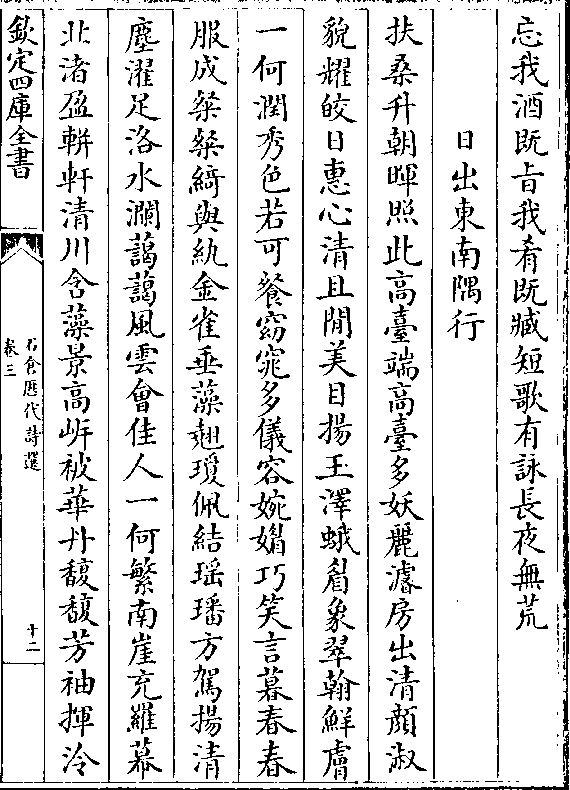 忘我酒既㫖我肴既臧短歌有詠長夜無荒
日出東南隅行
扶桑升朝暉照此高臺端高臺多妖麗濬房出清顔淑
貌耀皎日惠心清且閒美目揚玉澤蛾眉象翠翰鮮膚
一何潤秀色若可餐窈窕多儀容婉媚巧笑言暮春春
服成粲粲綺與紈金雀垂藻翹瓊佩結瑶璠方駕揚清
塵濯足洛水瀾藹藹風雲會佳人一何繁南崖充羅幕
北渚盈軿軒清川含藻景髙岍被華丹馥馥芳袖揮泠
欽定四庫全書
石倉歴代詩選
卷三
十二